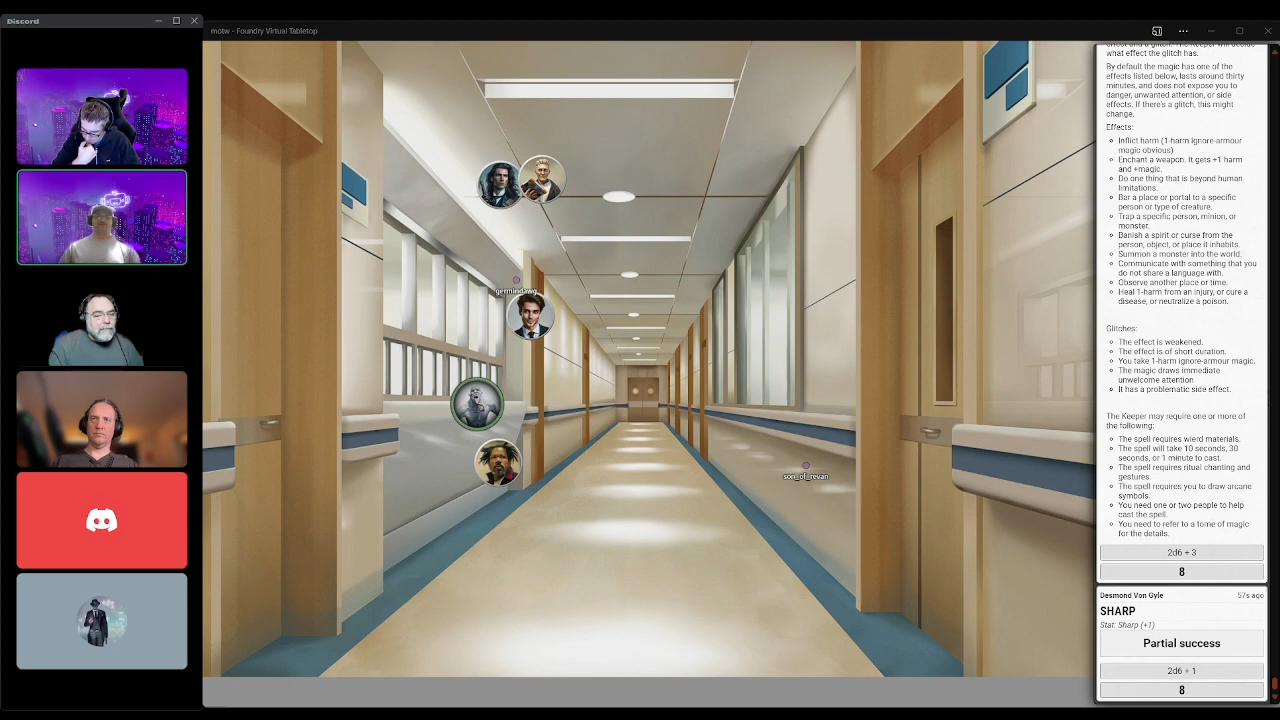 Discord
motw - Foundry Virtual Tabletop
what effect the glitch has.
By default the magic has one of the
effects listed below, lasts around thirty
minutes, and does not expose you to
danger, unwanted attention, or side
effects. If there's a glitch, this might
change.
Effects:
Inflict harm (1-harm ignore-armour
magic obvious)
Enchant a weapon. It gets +1 harm
and +magic.
Do one thing that is beyond human
limitations.
Bar a place or portal to a specific
person or type of creature.
Trap a specific person, minion, or
monster.
Banish a spirit or curse from the
person, object, or place it inhabits.
Summon a monster into the world.
Communicate with something that you
do not share a language with.
Observe another place or time.
Heal 1-harm from an injury, or cure a
disease, or neutralize a poison.
Glitches:
The effect is weakened.
The effect is of short duration.
You take 1-harm ignore-armour magic.
The magic draws immediate
unwelcome attention
It has a problematic side effect.
The Keeper may require one or more of
the following:
The spell requires wierd materials.
The spell will take 10 seconds, 30
seconds, or 1 minute to cast.
The spell requires ritual chanting and
gestures.
The spell requires you to draw arcane
symbols.
You need one or two people to help
cast the spell.
You need to refer to a tome of magic
for the details.
2d6 + 3
8
Desmond Von Gyle 57s ago
SHARP
Stat: Sharp (+1)
Partial success
2d6 + 1
8
germindawg
son_of_revan